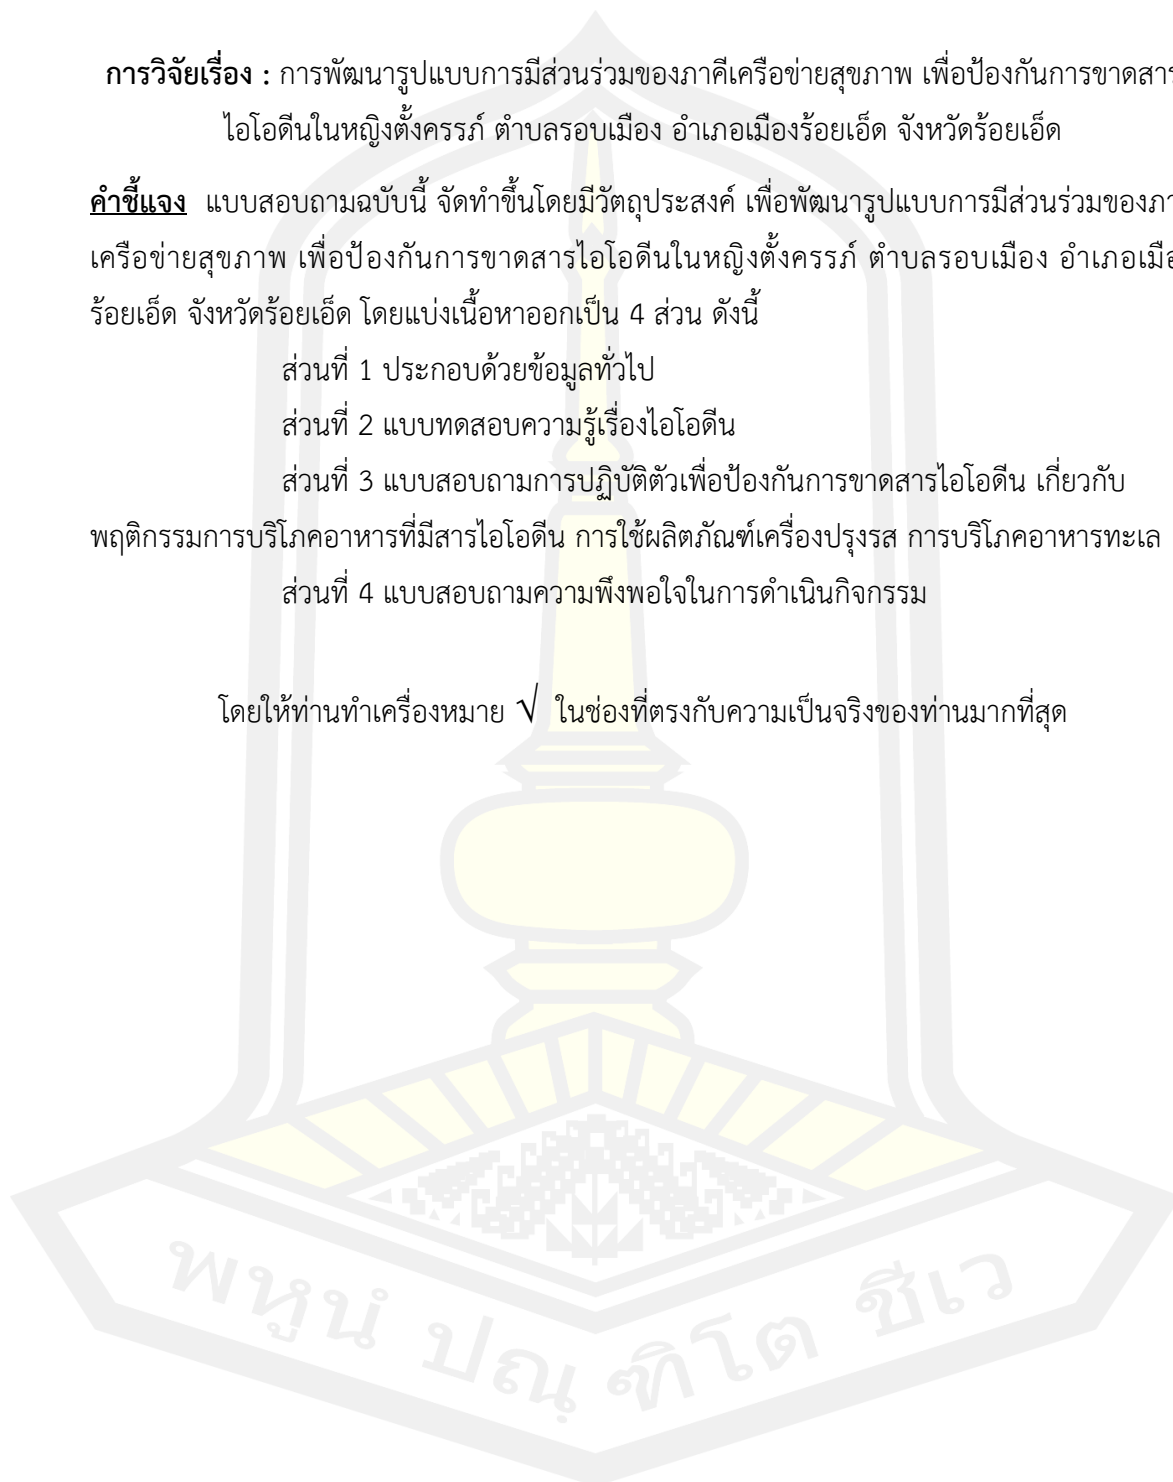 การวิจัยเรื่อง : การพัฒนารูปแบบการมีส่วนร่วมของภาคีเครือข่ายสุขภาพ เพื่อป้องกันการขาดสาร
ไอโอดีนในหญิงตั้งครรภ์ ตำบลรอบเมือง อำเภอเมืองร้อยเอ็ด จังหวัดร้อยเอ็ด
คำชี้แจง แบบสอบถามฉบับนี้ จัดทำขึ้นโดยมีวัตถุประสงค์ เพื่อพัฒนารูปแบบการมีส่วนร่วมของภา
เครือข่ายสุขภาพ เพื่อป้องกันการขาดสารไอโอดีนในหญิงตั้งครรภ์ ตำบลรอบเมือง อำเภอเมือ
ร้อยเอ็ด จังหวัดร้อยเอ็ด โดยแบ่งเนื้อหาออกเป็น 4 ส่วน ดังนี้
ส่วนที่ 1 ประกอบด้วยข้อมูลทั่วไป
ส่วนที่ 2 แบบทดสอบความรู้เรื่องไอโอดีน
ส่วนที่ 3 แบบสอบถามการปฏิบัติตัวเพื่อป้องกันการขาดสารไอโอดีน เกี่ยวกับ
พฤติกรรมการบริโภคอาหารที่มีสารไอโอดีน การใช้ผลิตภัณฑ์เครื่องปรุงรส การบริโภคอาหารทะเล
ส่วนที่ 4 แบบสอบถามความพึงพอใจในการดำเนินกิจกรรม
โดยให้ท่านทำเครื่องหมาย √ ในช่องที่ตรงกับความเป็นจริงของท่านมากที่สุด
พหูนํ ปณฺฑิโต ชีเว